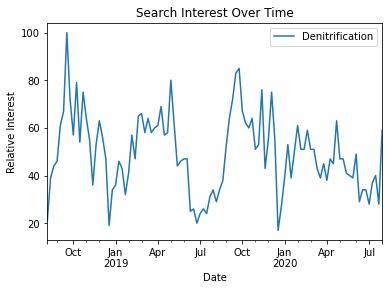 Search Interest Over Time
Denitrification
Relative Interest
100
80
60
40
20
Oct Jan Apr Jul Oct Jan Apr Jul
2019 2020
Date